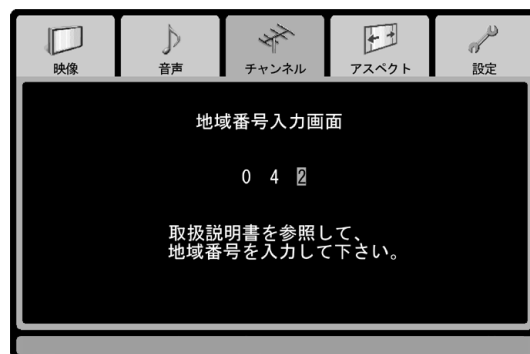 映像 音声 チャンネル アスペクト 設定
地域番号入力画面
0 4 2
取扱説明書を参照して、
地域番号を入力して下さい。